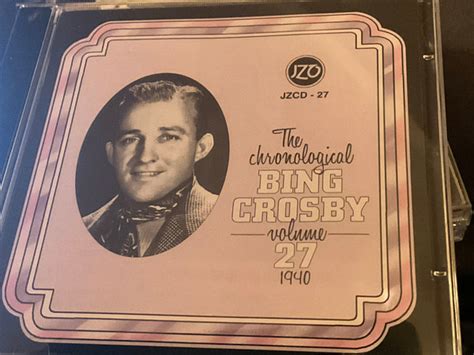 JZO
JZCD - 27
The
chronological
BING
CROSBY
volume
27
1940